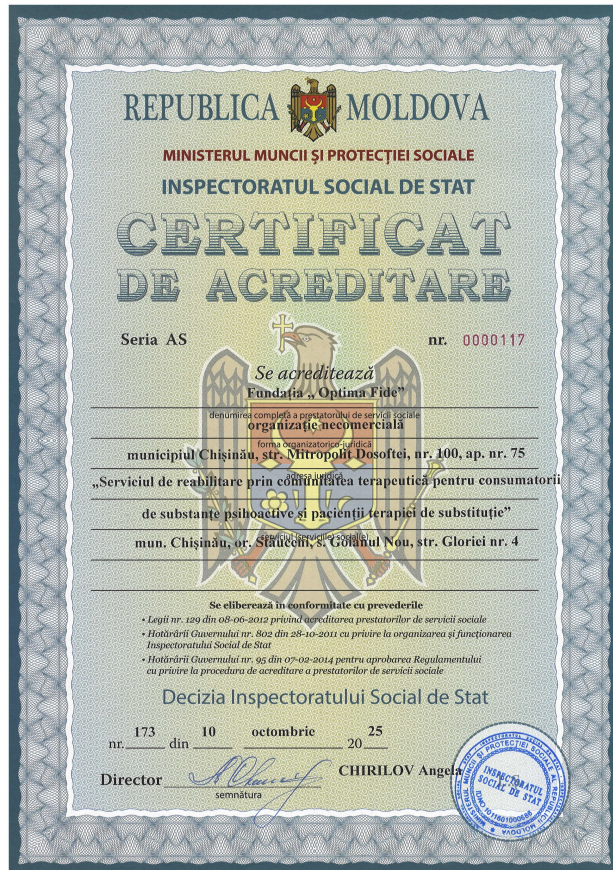 REPUBLICA MOLDOVA
MINISTERUL MUNCII ȘI PROTECȚIEI SOCIALE
INSPECTORATUL SOCIAL DE STAT
CERTIFICAT
DE ACREDITARE
Seria AS nr. 0000117
Se acreditează
Fundația „ Optima Fide”
denumirea completă a prestatorului de servicii sociale
organizație necomercială
forma organizatorico-juridică
municipiul Chișinău, str. Mitropolit Dosoftei, nr. 100, ap. nr. 75
adresa juridică
„Serviciul de reabilitare prin comunitatea terapeutică pentru consumatorii
de substanțe psihoactive și pacienții terapiei de substituție”
serviciul (serviciile) social(e)
mun. Chișinău, or. Stăuceni, s. Goianul Nou, str. Gloriei nr. 4
Se eliberează în conformitate cu prevederile
• Legii nr. 129 din 08-06-2012 privind acreditarea prestatorilor de servicii sociale
• Hotărârii Guvernului nr. 802 din 28-10-2011 cu privire la organizarea și funcționarea
Inspectoratului Social de Stat
• Hotărârii Guvernului nr. 95 din 07-02-2014 pentru aprobarea Regulamentului
cu privire la procedura de acreditare a prestatorilor de servicii sociale
Decizia Inspectoratului Social de Stat
nr. 173 din 10 octombrie 20 25
Director CHIRILOV Angela
semnătura
MINISTERUL MUNCII ȘI PROTECȚIEI SOCIALE AL REPUBLICII MOLDOVA
INSPECTORATUL
SOCIAL DE STAT